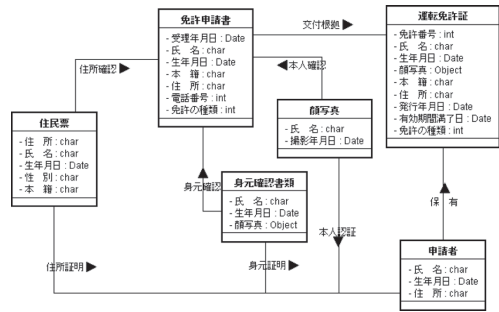 免許申請書
- 受理年月日 : Date
- 氏　名 : char
- 生年月日 : Date
- 本　籍 : char
- 住　所 : char
- 電話番号 : int
- 免許の種類 : int
交付根拠 ▶
運転免許証
- 免許番号 : int
- 氏　名 : char
- 生年月日 : Date
- 顔写真 : Object
- 本　籍 : char
- 住　所 : char
- 発行年月日 : Date
- 有効期間満了日 : Date
- 免許の種類 : int
◀本人確認
住所確認 ▶
顔写真
- 氏　名 : char
- 撮影年月日 : Date
住民票
- 住　所 : char
- 氏　名 : char
- 生年月日 : Date
- 性　別 : char
- 本　籍 : char
身元確認書類
- 氏　名 : char
- 生年月日 : Date
- 顔写真 : Object
身元確認
保　有
本人認証
申請者
- 氏　名 : char
- 生年月日 : Date
- 住　所 : char
住所証明 ▶
身元証明 ▶